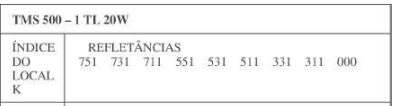 TMS 500 – 1 TL 20W
ÍNDICE DO LOCAL K
REFLETÂNCIAS
751 731 711 551 531 511 331 311 000